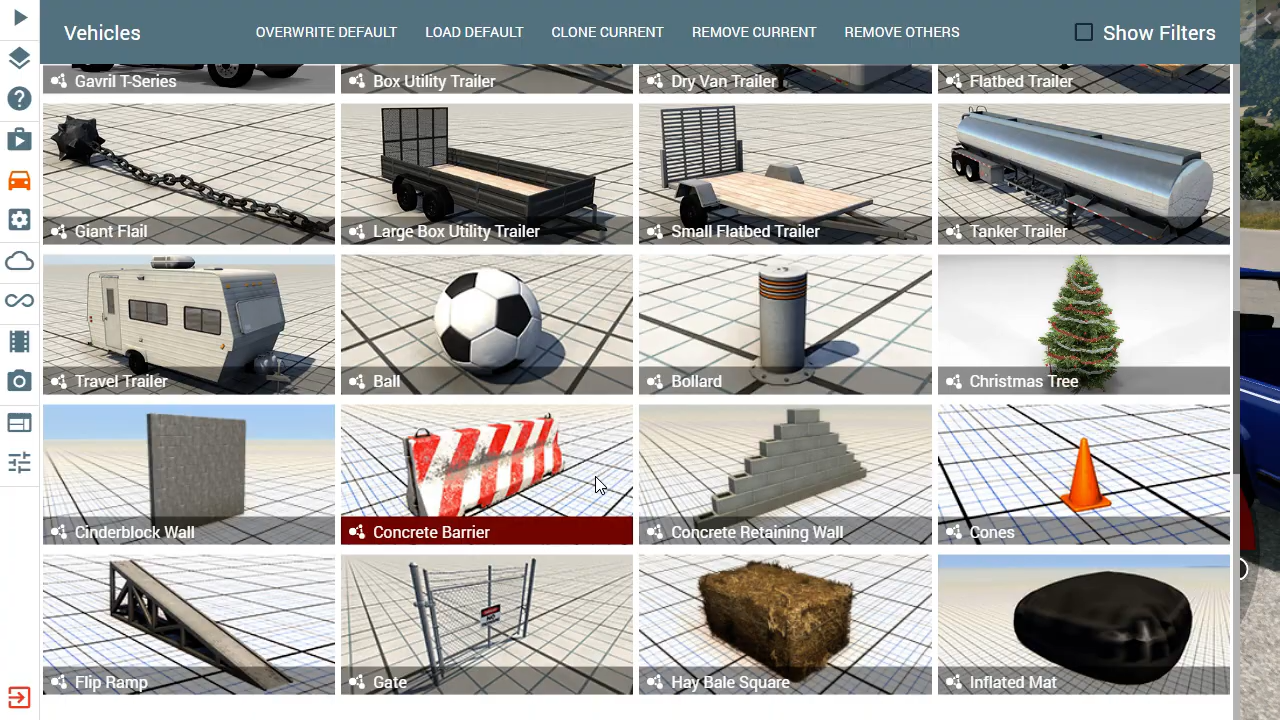 Vehicles
OVERWRITE DEFAULT
LOAD DEFAULT
CLONE CURRENT
REMOVE CURRENT
REMOVE OTHERS
Show Filters
Gavril T-Series
Box Utility Trailer
Dry Van Trailer
Flatbed Trailer
Giant Flail
Large Box Utility Trailer
Small Flatbed Trailer
Tanker Trailer
Travel Trailer
Ball
Bollard
Christmas Tree
Cinderblock Wall
Concrete Barrier
Concrete Retaining Wall
Cones
Flip Ramp
Gate
Hay Bale Square
Inflated Mat